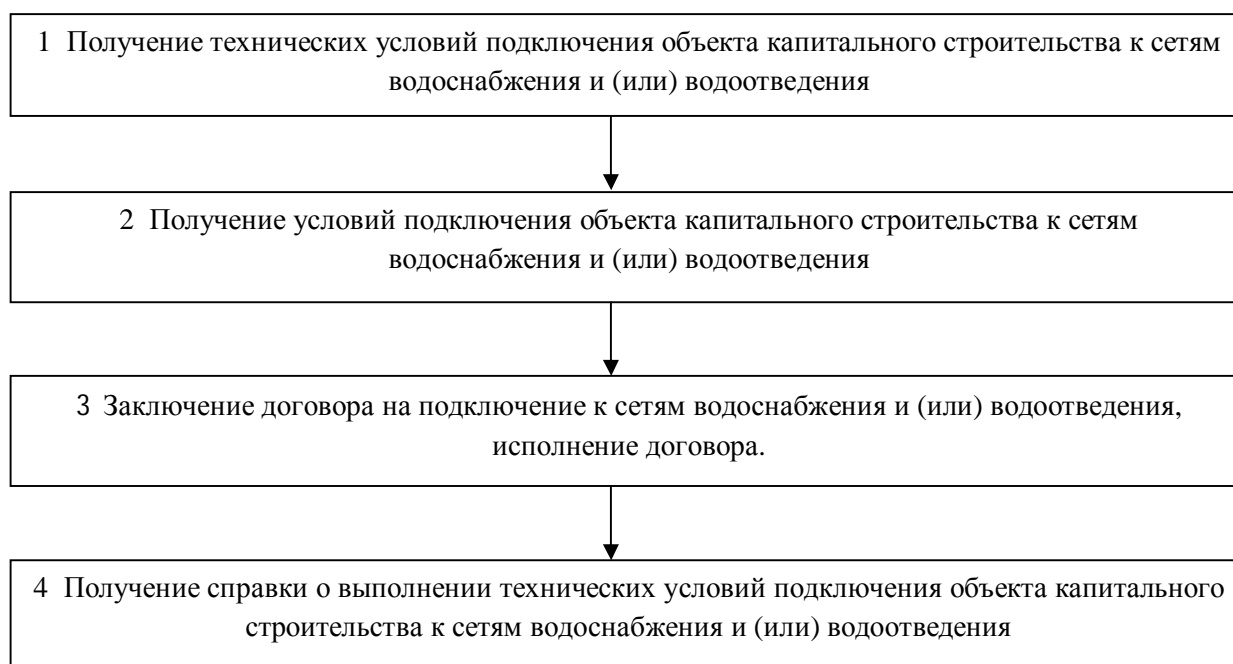 1 Получение технических условий подключения объекта капитального строительства к сетям
водоснабжения и (или) водоотведения
2 Получение условий подключения объекта капитального строительства к сетям
водоснабжения и (или) водоотведения
3 Заключение договора на подключение к сетям водоснабжения и (или) водоотведения,
исполнение договора.
4 Получение справки о выполнении технических условий подключения объекта капитального
строительства к сетям водоснабжения и (или) водоотведения